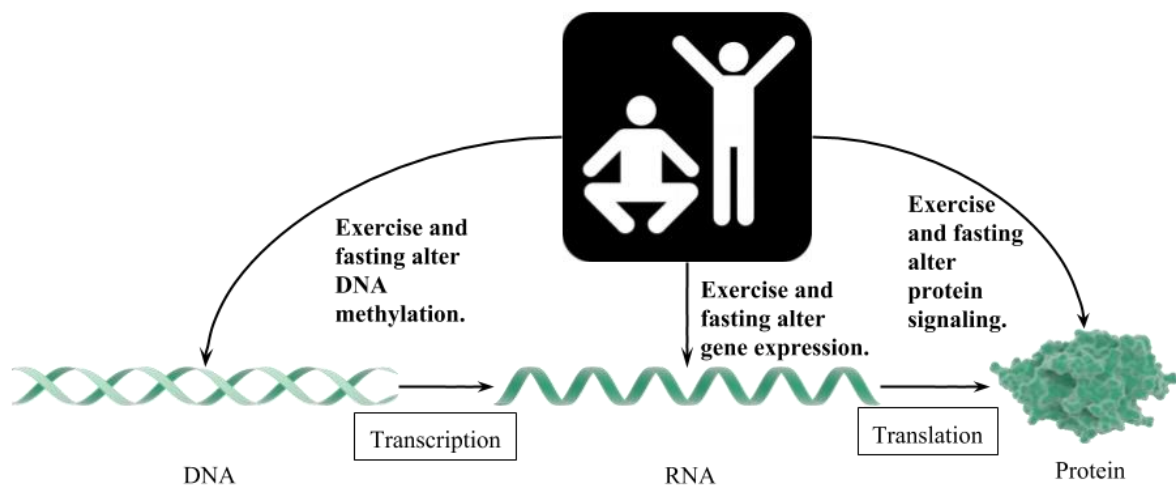 Exercise and
fasting alter
DNA
methylation.
Exercise and
fasting alter
gene expression.
Exercise
and fasting
alter
protein
signaling.
Transcription
Translation
DNA
RNA
Protein